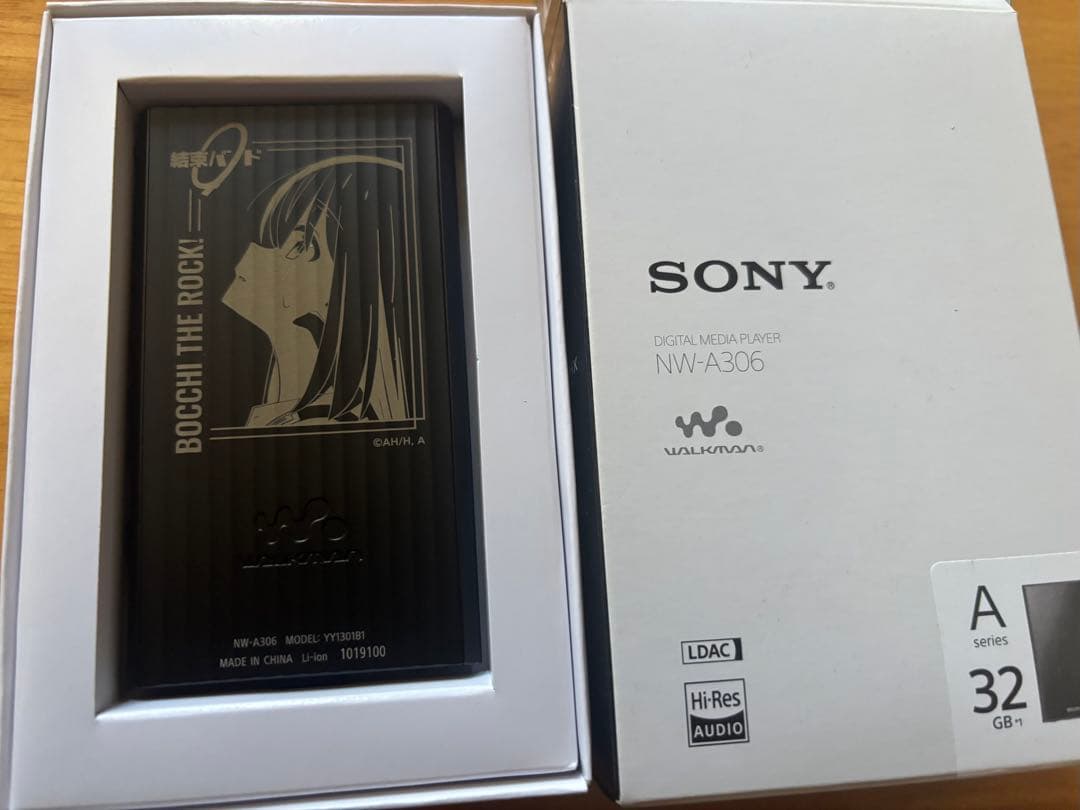 結束バンド
BOCCHI THE ROCK!
©AH/H, A
WALKMAN
NW-A306 MODEL: YY1301B1
MADE IN CHINA Li-ion 1019100
SONY®
DIGITAL MEDIA PLAYER
NW-A306
WALKMAN®
LDAC
Hi-Res
AUDIO
A
series
32
GB*1